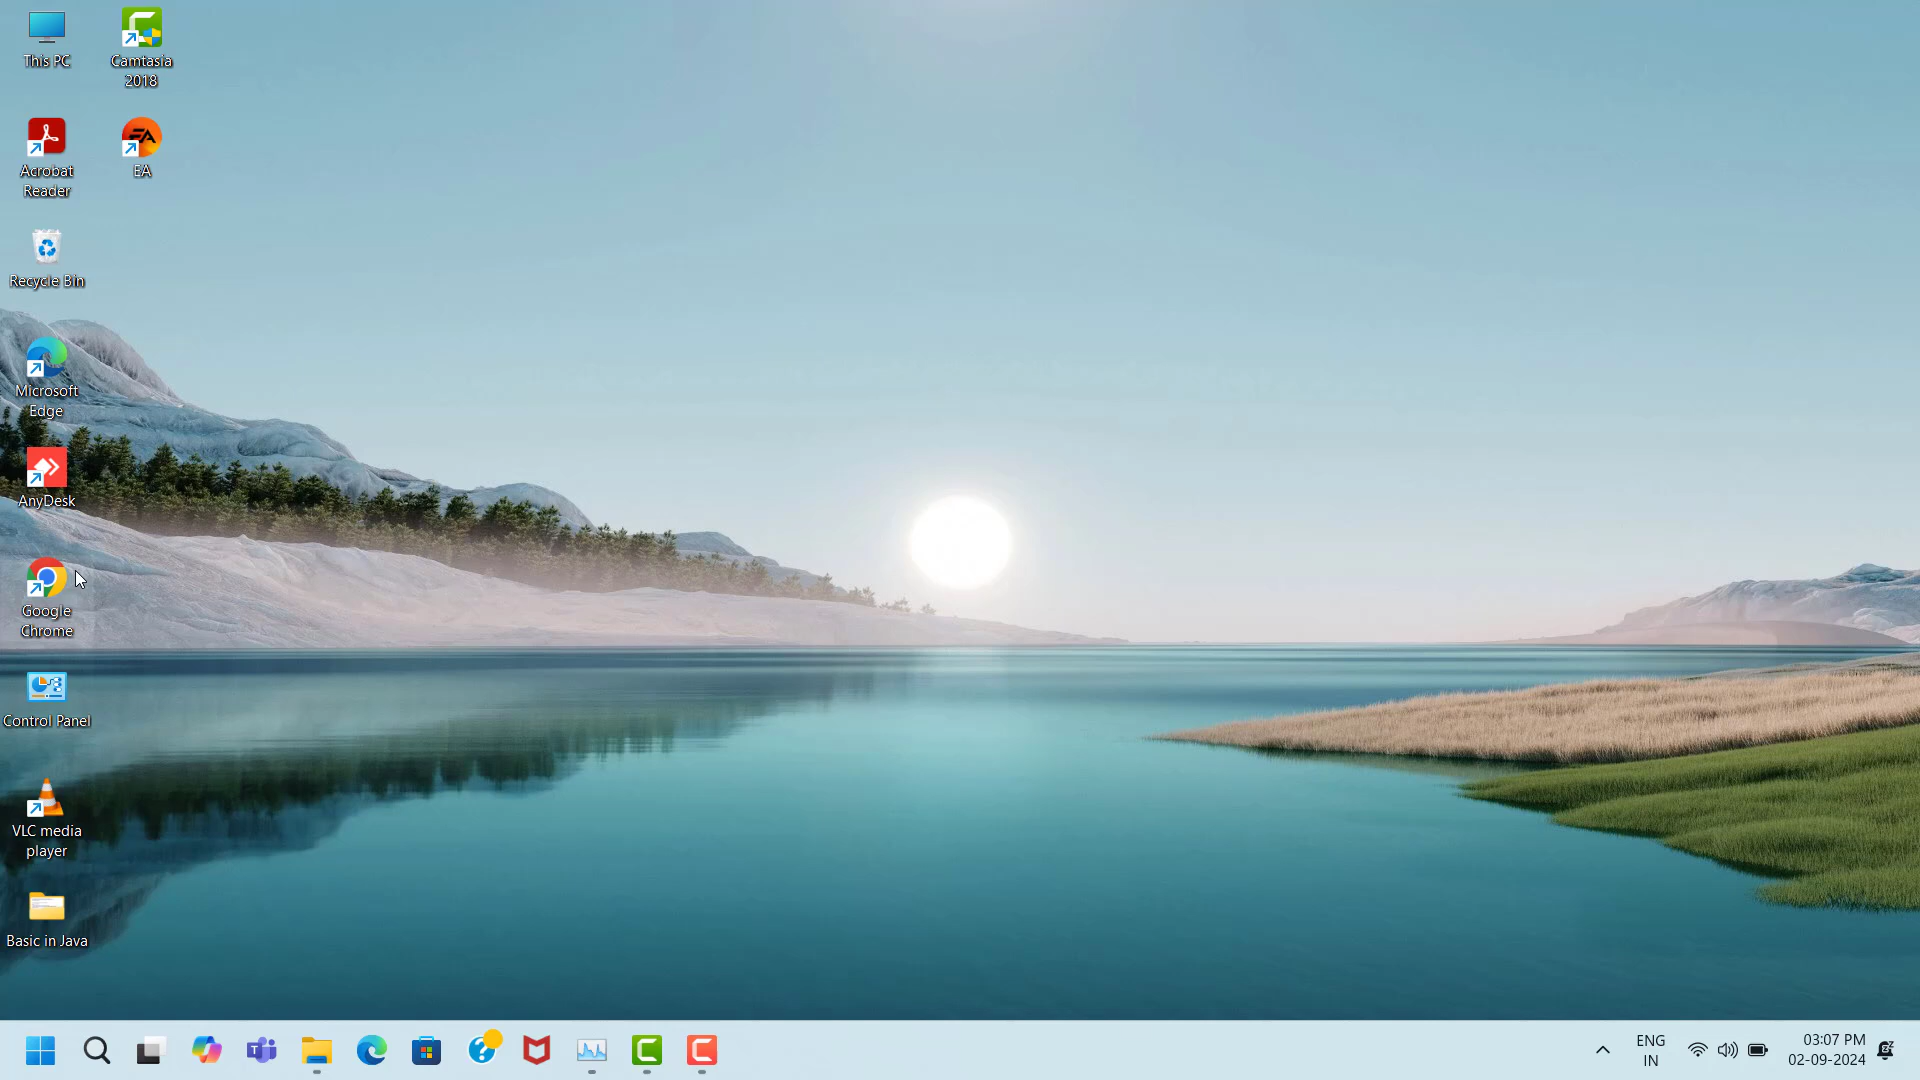 This PC
Camtasia
2018
Acrobat
Reader
EA
EA
Recycle Bin
Microsoft
Edge
AnyDesk
Google
Chrome
Control Panel
VLC media
player
Basic in Java
ENG
IN
03:07 PM
02-09-2024